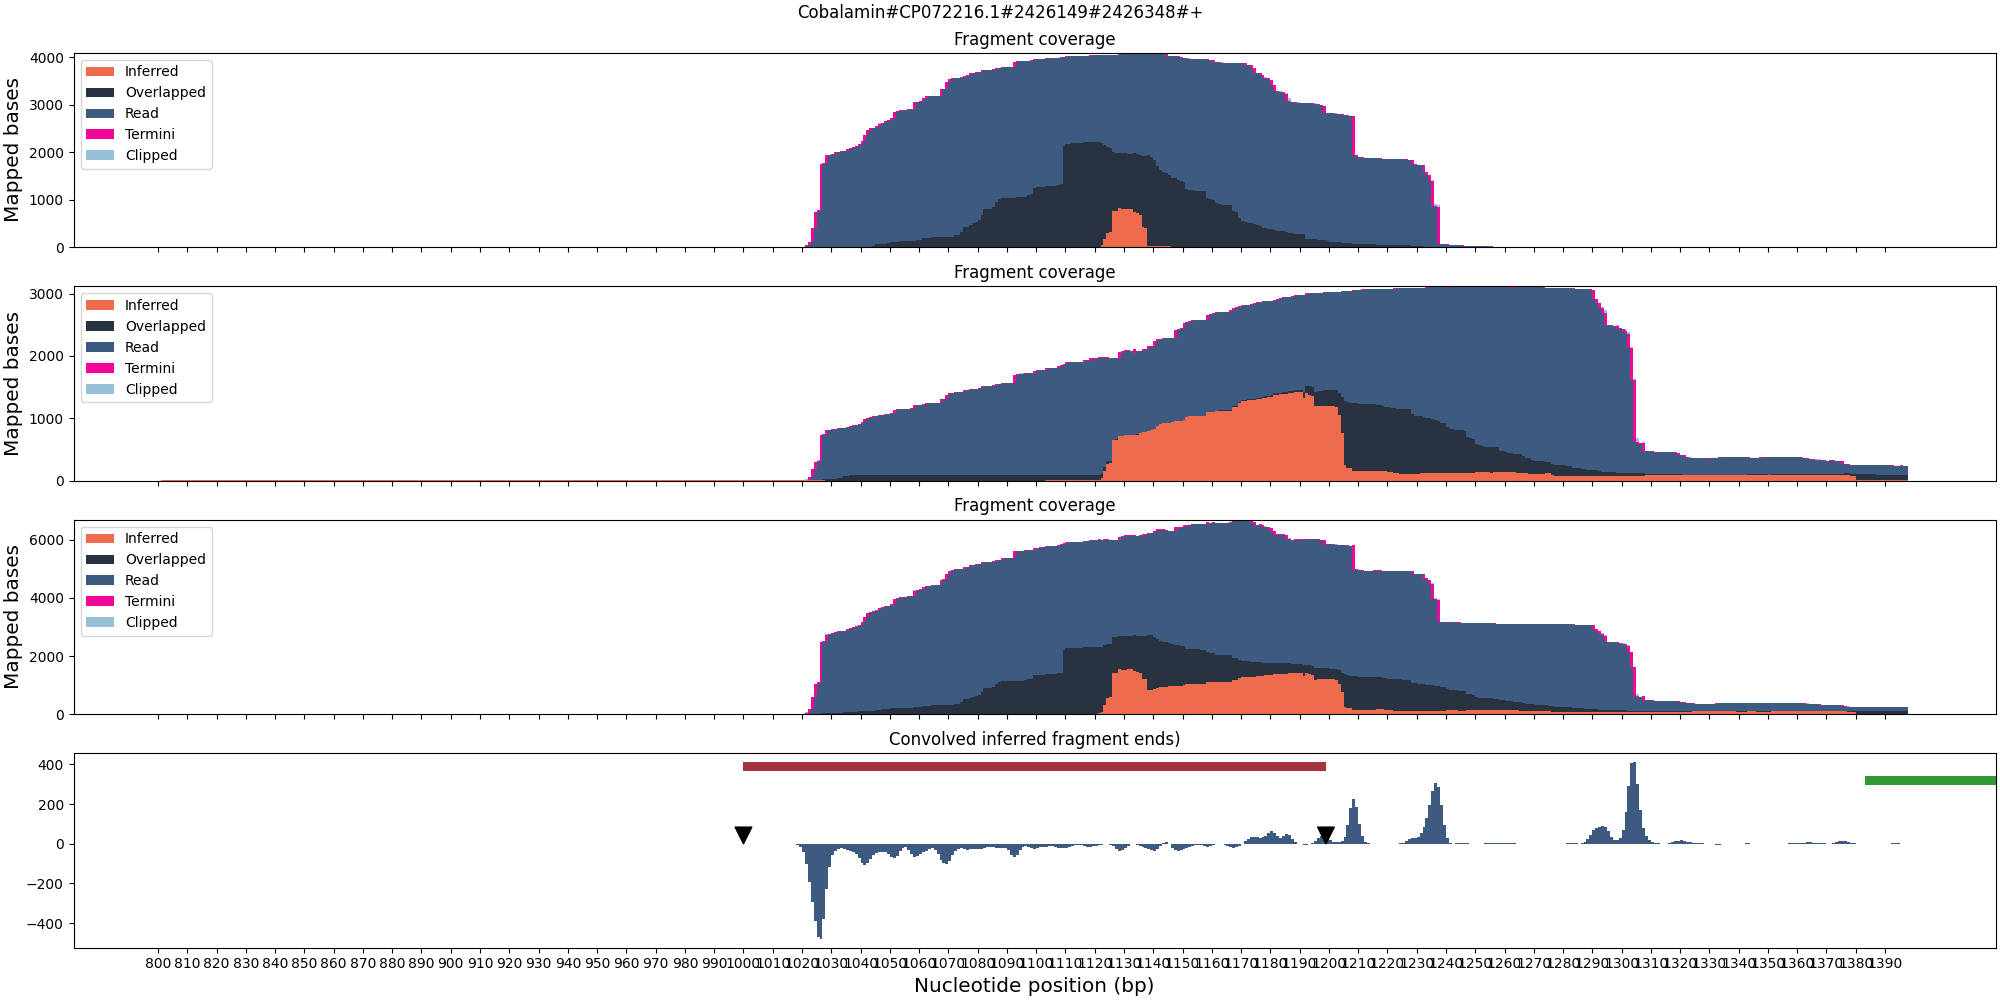 Cobalamin#CP072216.1#2426149#2426348#+
Fragment coverage
4000
3000
2000
1000
0
Mapped bases
Inferred
Overlapped
Read
Termini
Clipped
Fragment coverage
3000
2000
1000
0
Mapped bases
Inferred
Overlapped
Read
Termini
Clipped
Fragment coverage
6000
4000
2000
0
Mapped bases
Inferred
Overlapped
Read
Termini
Clipped
Convolved inferred fragment ends)
400
200
0
−200
−400
800 810 820 830 840 850 860 870 880 890 900 910 920 930 940 950 960 970 980 990 1000 1010 1020 1030 1040 1050 1060 1070 1080 1090 1100 1110 1120 1130 1140 1150 1160 1170 1180 1190 1200 1210 1220 1230 1240 1250 1260 1270 1280 1290 1300 1310 1320 1330 1340 1350 1360 1370 1380 1390
Nucleotide position (bp)